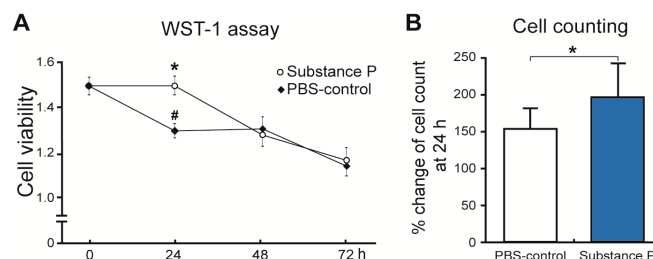 A
WST-1 assay
Cell viability
1.6
1.4
1.2
1.0
0
*
#
Substance P
PBS-control
0
24
48
72 h
B
Cell counting
% change of cell count
at 24 h
250
200
150
100
50
0
*
PBS-control
Substance P